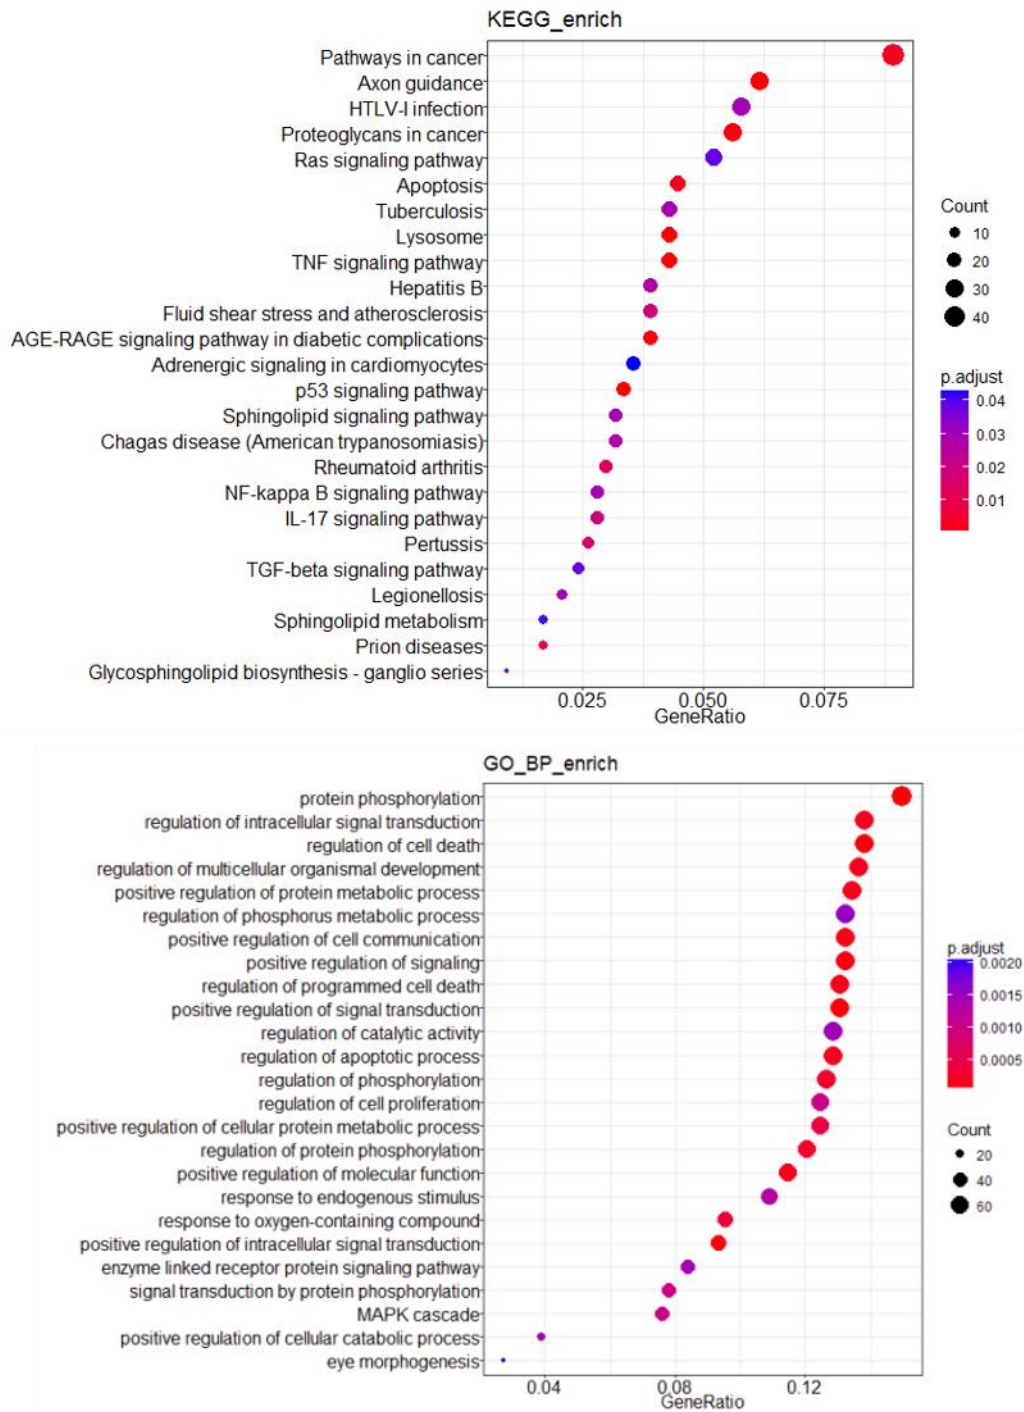 KEGG_enrich
Pathways in cancer
Axon guidance
HTLV-I infection
Proteoglycans in cancer
Ras signaling pathway
Apoptosis
Tuberculosis
Lysosome
TNF signaling pathway
Hepatitis B
Fluid shear stress and atherosclerosis
AGE-RAGE signaling pathway in diabetic complications
Adrenergic signaling in cardiomyocytes
p53 signaling pathway
Sphingolipid signaling pathway
Chagas disease (American trypanosomiasis)
Rheumatoid arthritis
NF-kappa B signaling pathway
IL-17 signaling pathway
Pertussis
TGF-beta signaling pathway
Legionellosis
Sphingolipid metabolism
Prion diseases
Glycosphingolipid biosynthesis - ganglio series
0.025 0.050 0.075
GeneRatio
Count
10
20
30
40
p.adjust
0.04
0.03
0.02
0.01
GO_BP_enrich
protein phosphorylation
regulation of intracellular signal transduction
regulation of cell death
regulation of multicellular organismal development
positive regulation of protein metabolic process
regulation of phosphorus metabolic process
positive regulation of cell communication
positive regulation of signaling
regulation of programmed cell death
positive regulation of signal transduction
regulation of catalytic activity
regulation of apoptotic process
regulation of phosphorylation
regulation of cell proliferation
positive regulation of cellular protein metabolic process
regulation of protein phosphorylation
positive regulation of molecular function
response to endogenous stimulus
response to oxygen-containing compound
positive regulation of intracellular signal transduction
enzyme linked receptor protein signaling pathway
signal transduction by protein phosphorylation
MAPK cascade
positive regulation of cellular catabolic process
eye morphogenesis
0.04 0.08 0.12
GeneRatio
p.adjust
0.0020
0.0015
0.0010
0.0005
Count
20
40
60